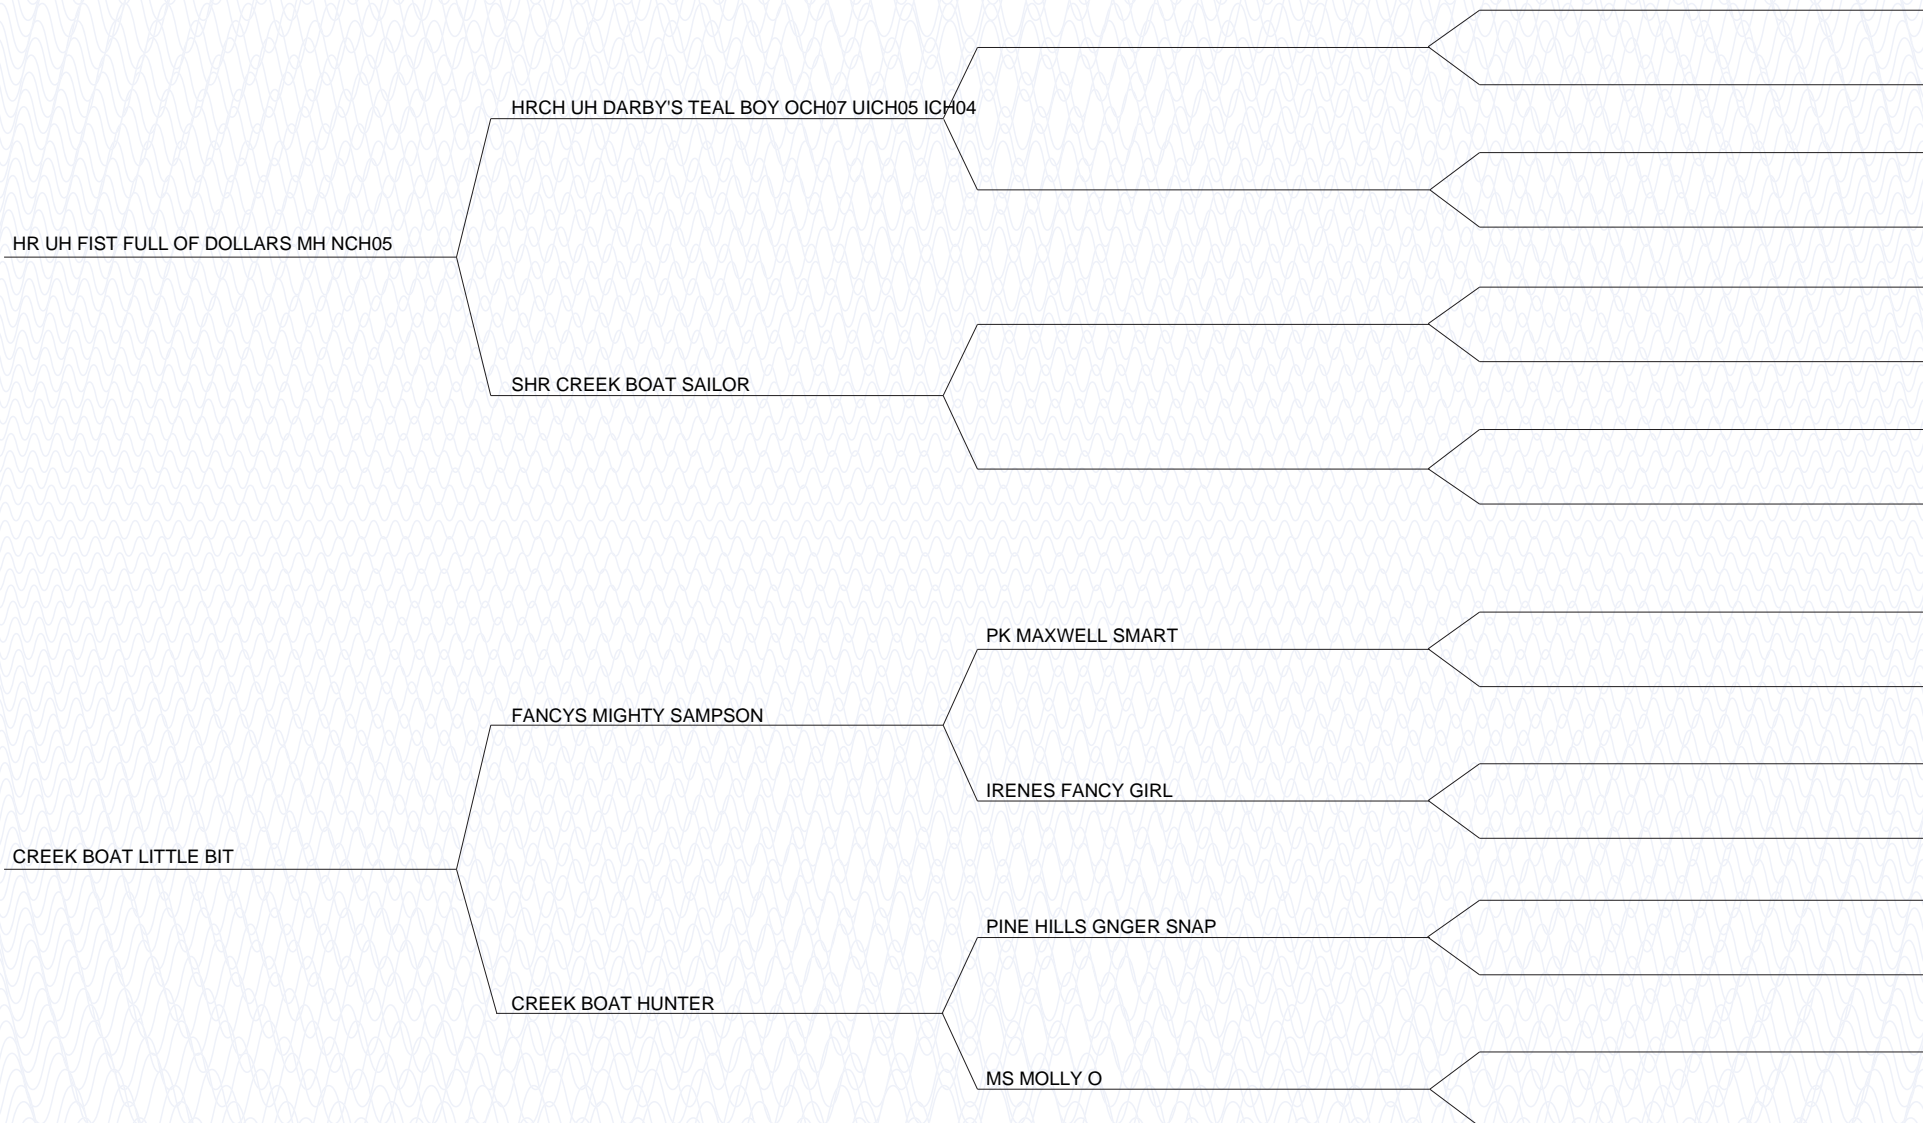 HRCH UH DARBY'S TEAL BOY OCH07 UICH05 ICH04
HR UH FIST FULL OF DOLLARS MH NCH05
SHR CREEK BOAT SAILOR
PK MAXWELL SMART
FANCYS MIGHTY SAMPSON
IRENES FANCY GIRL
CREEK BOAT LITTLE BIT
PINE HILLS GNGER SNAP
CREEK BOAT HUNTER
MS MOLLY O